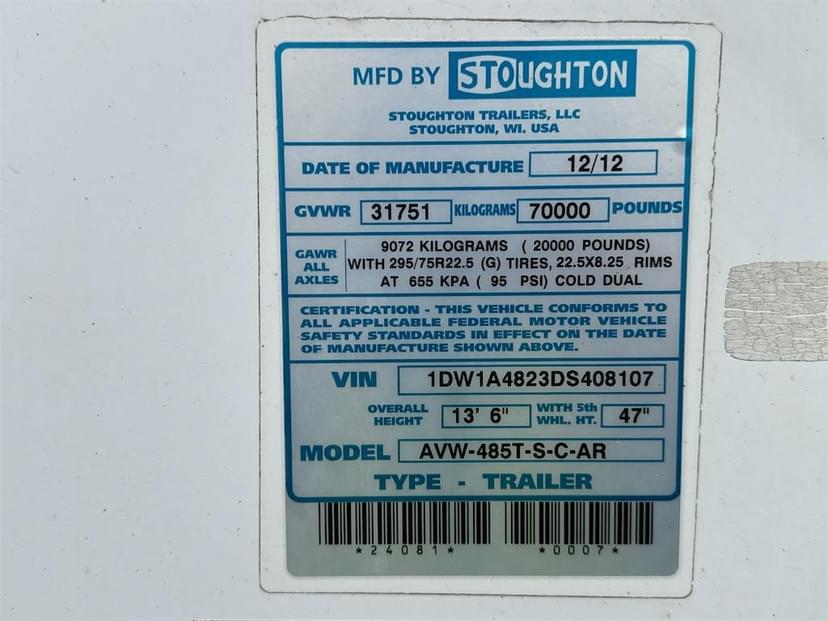 MFD BY STOUGHTON
STOUGHTON TRAILERS, LLC
STOUGHTON, WI. USA
DATE OF MANUFACTURE 12/12
GVWR 31751 KILOGRAMS 70000 POUNDS
GAWR ALL AXLES
9072 KILOGRAMS ( 20000 POUNDS)
WITH 295/75R22.5 (G) TIRES, 22.5X8.25 RIMS
AT 655 KPA ( 95 PSI) COLD DUAL
CERTIFICATION - THIS VEHICLE CONFORMS TO
ALL APPLICABLE FEDERAL MOTOR VEHICLE
SAFETY STANDARDS IN EFFECT ON THE DATE
OF MANUFACTURE SHOWN ABOVE.
VIN 1DW1A4823DS408107
OVERALL HEIGHT 13' 6" WITH 5th WHL. HT. 47"
MODEL AVW-485T-S-C-AR
TYPE - TRAILER
*24081* *0007*